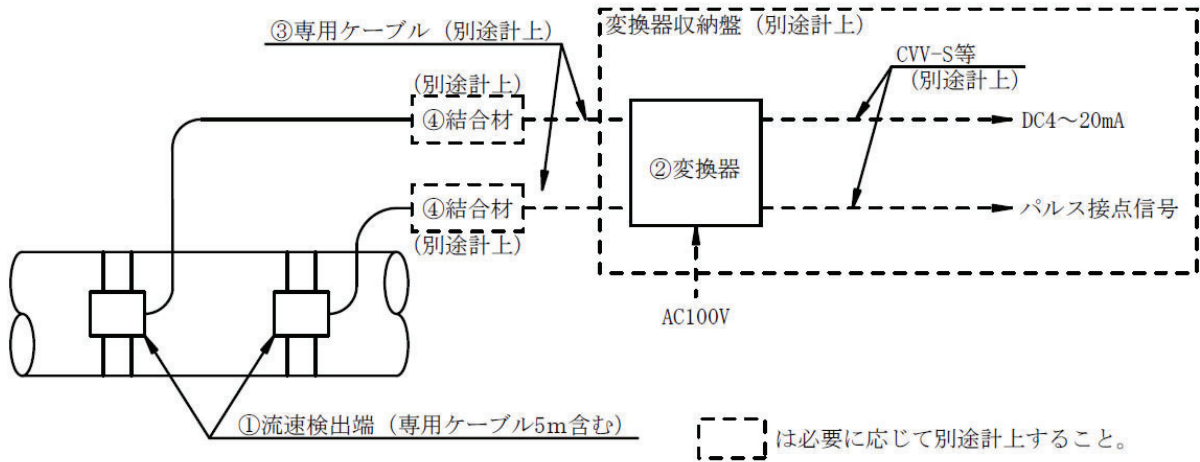 ③専用ケーブル（別途計上）
変換器収納盤（別途計上）
CVV-S等
（別途計上）
（別途計上）
④結合材
DC4～20mA
②変換器
④結合材
（別途計上）
パルス接点信号
AC100V
①流速検出端（専用ケーブル5m含む）
は必要に応じて別途計上すること。